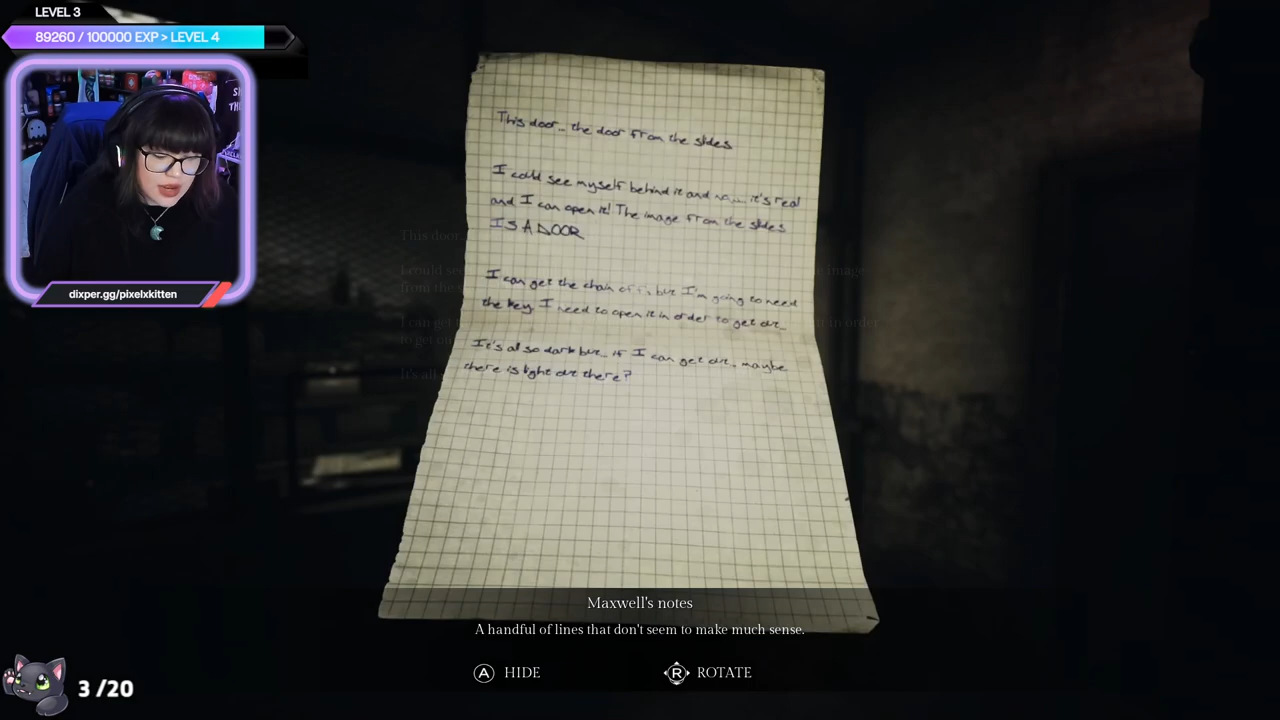 LEVEL 3
89260 / 100000 EXP > LEVEL 4
dixper.gg/pixelxkitten
This door... the door from the slides
I could see myself behind it and now... it's real
and I can open it! The image from the slides
IS A DOOR
I can get the chain off, but I'm going to need
the key. I need to open it in order to get out...
It's all so dark but... if I can get out... maybe
there is light out there?
Maxwell's notes
A handful of lines that don't seem to make much sense.
A HIDE
R ROTATE
3 /20